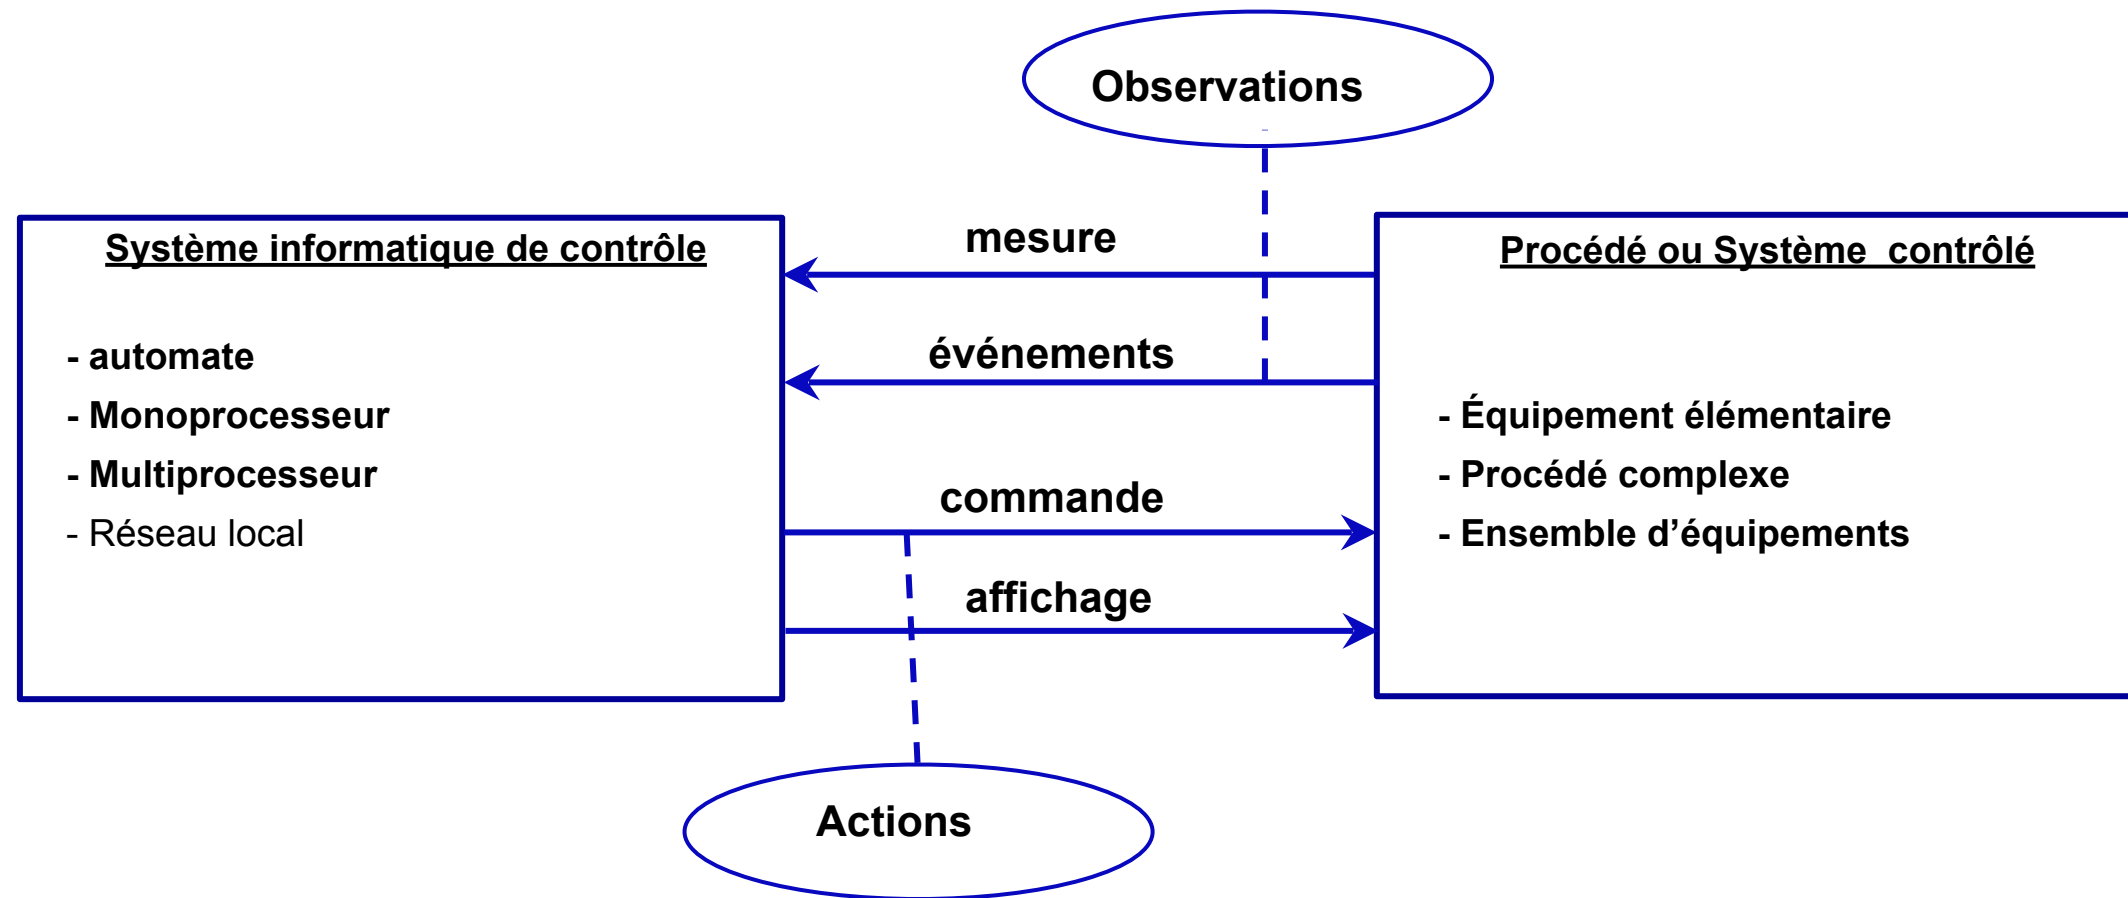 Observations
Système informatique de contrôle
- automate
- Monoprocesseur
- Multiprocesseur
- Réseau local
mesure
événements
commande
affichage
Procédé ou Système  contrôlé
- Équipement élémentaire
- Procédé complexe
- Ensemble d’équipements
Actions